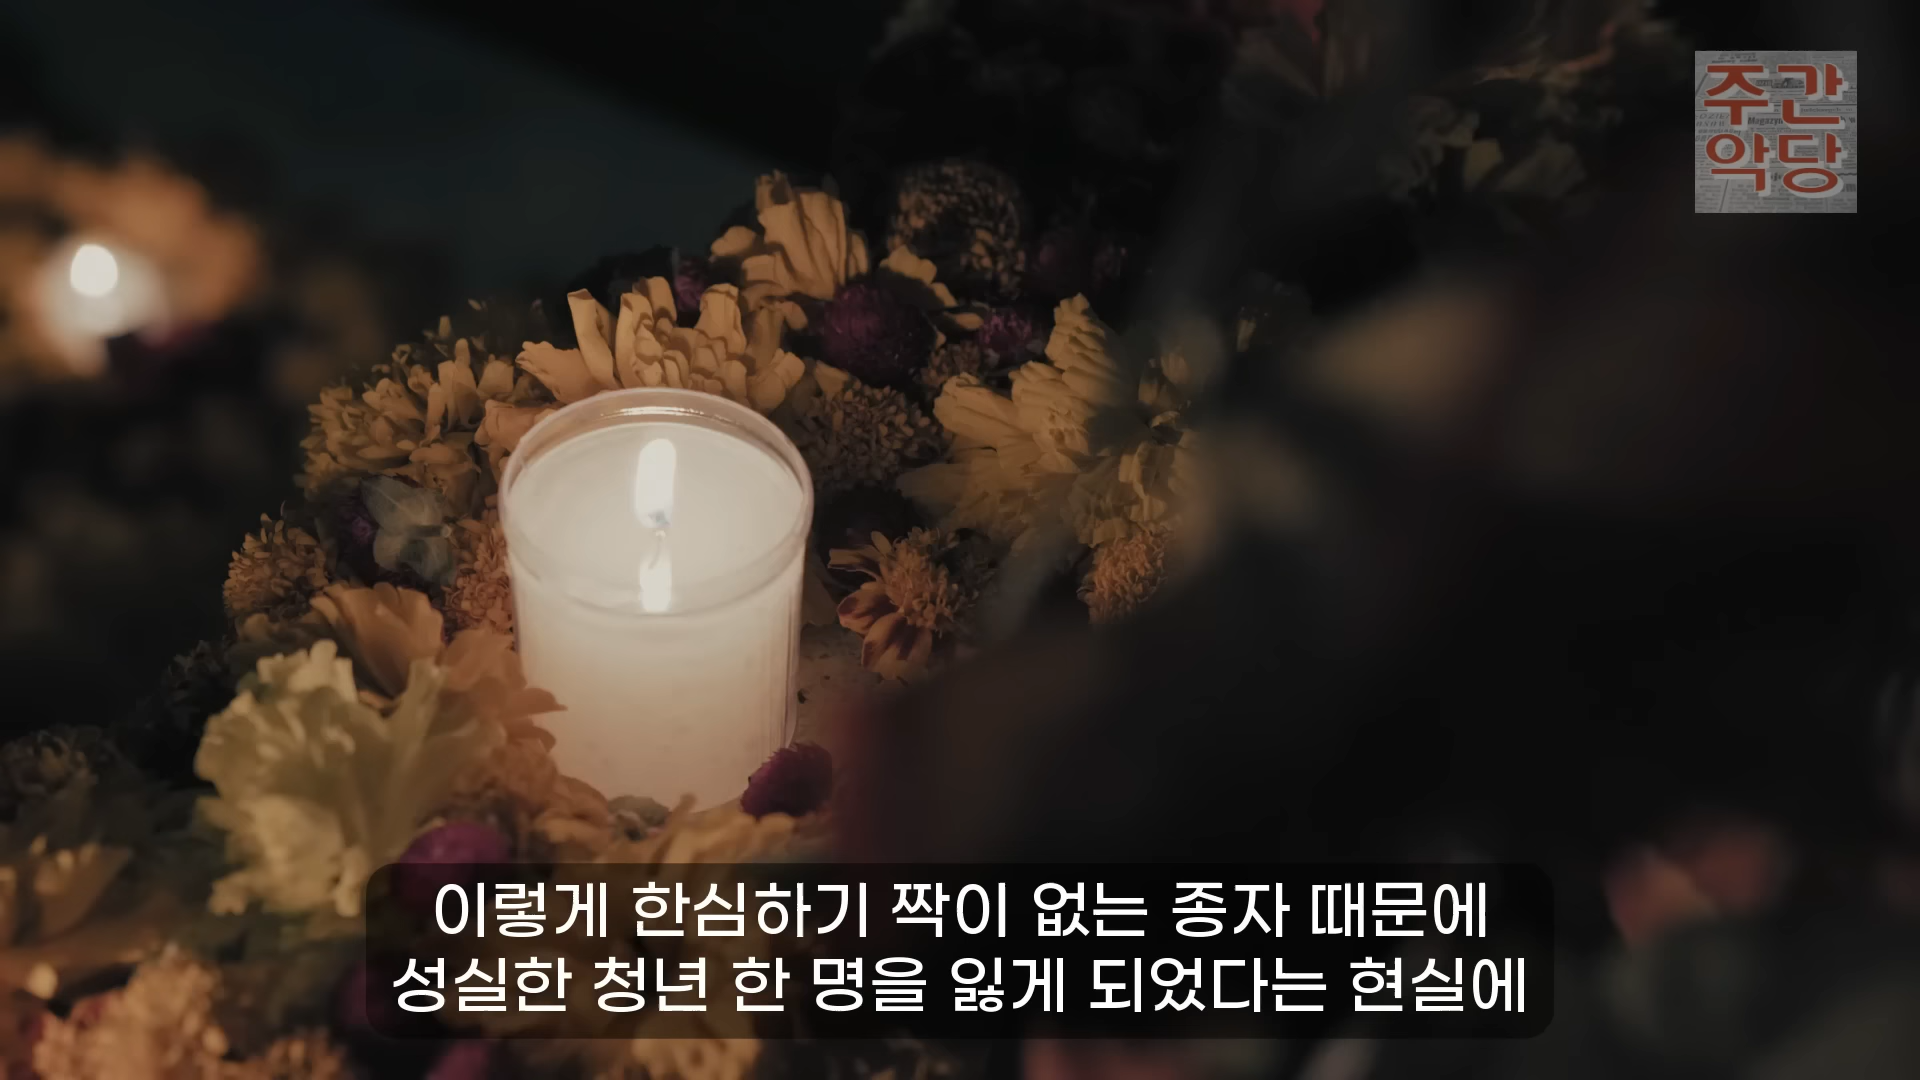 주간
악당
이렇게 한심하기 짝이 없는 종자 때문에
성실한 청년 한 명을 잃게 되었다는 현실에